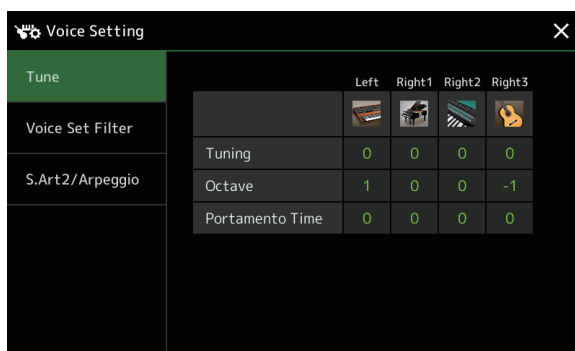 Voice Setting
Tune
Voice Set Filter
S.Art2/Arpeggio
Left Right1 Right2 Right3
Tuning 0 0 0 0
Octave 1 0 0 -1
Portamento Time 0 0 0 0